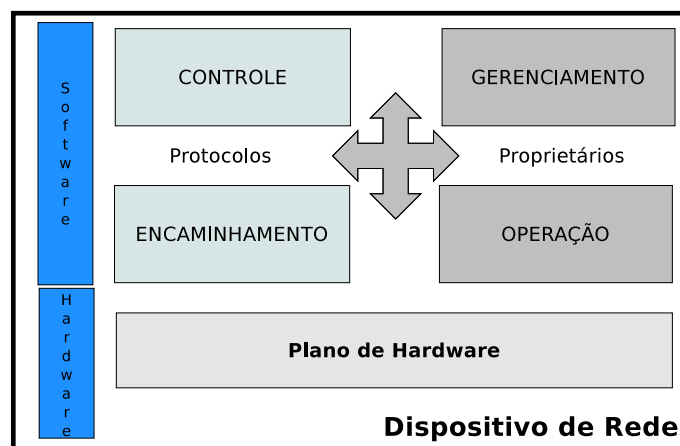 Software
CONTROLE
GERENCIAMENTO
Protocolos
Proprietários
ENCAMINHAMENTO
OPERAÇÃO
Hardware
Plano de Hardware
Dispositivo de Rede